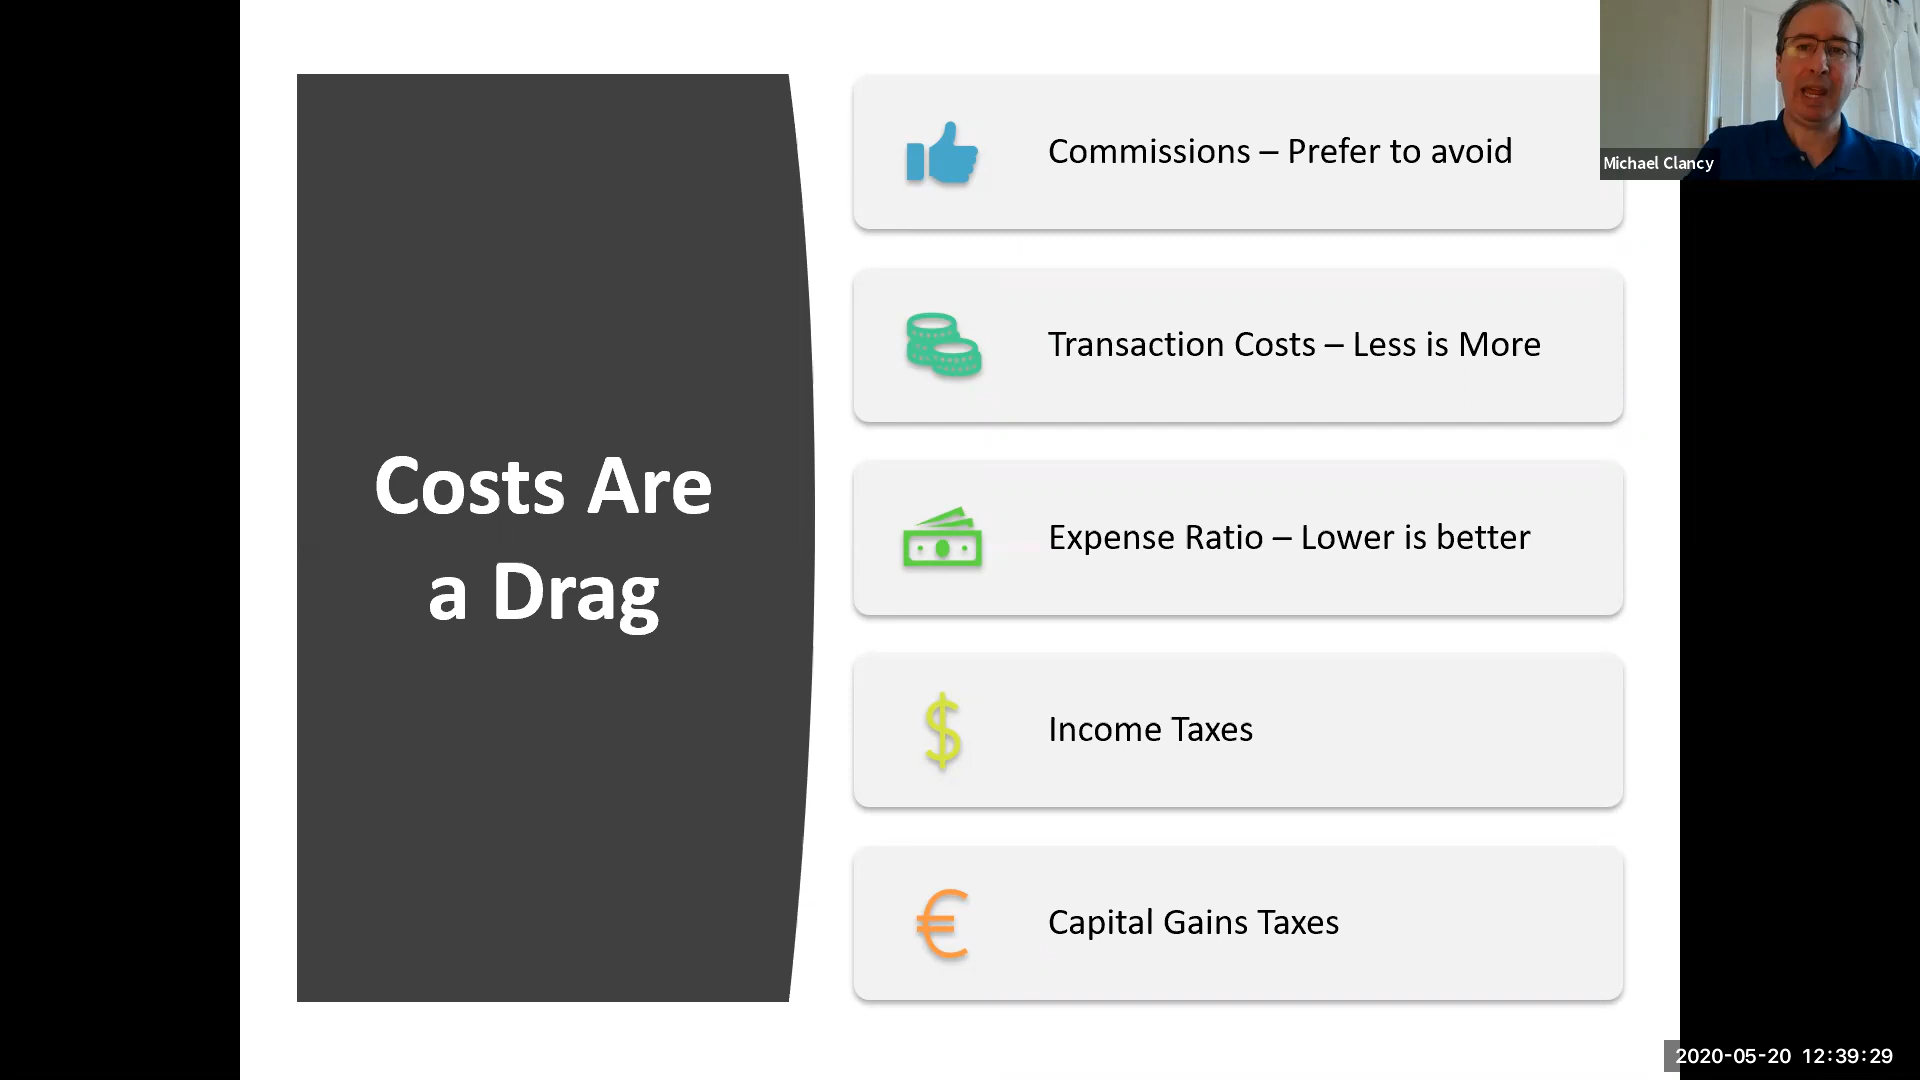 Costs Are
a Drag
Commissions – Prefer to avoid
Transaction Costs – Less is More
Expense Ratio – Lower is better
Income Taxes
Capital Gains Taxes
Michael Clancy
2020-05-20 12:39:29